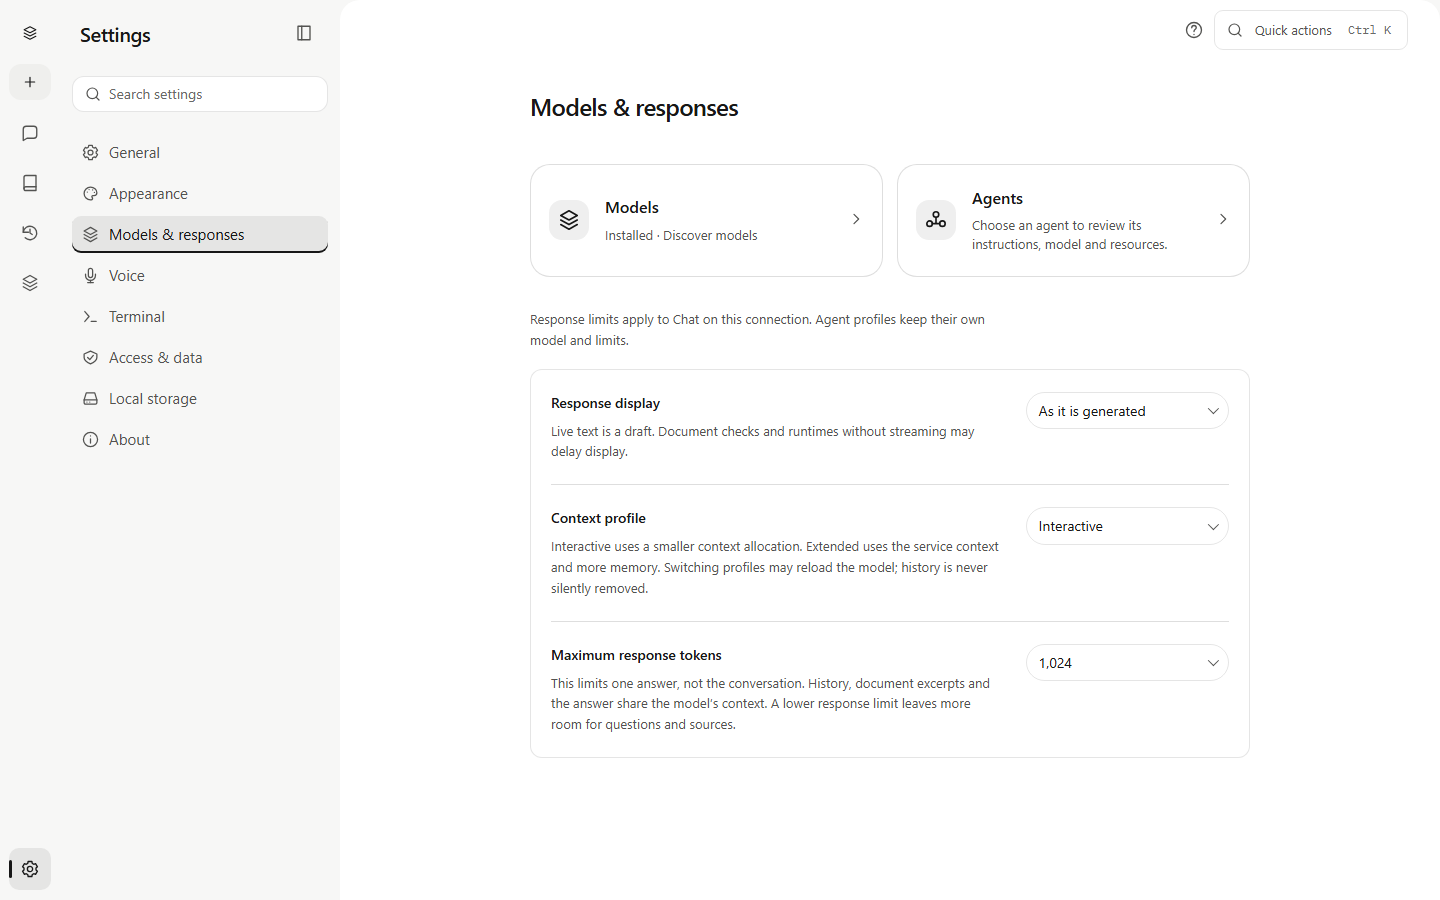 Settings
Quick actions
Ctrl K
Search settings
General
Appearance
Models & responses
Voice
Terminal
Access & data
Local storage
About
Models & responses
Models
Installed · Discover models
Agents
Choose an agent to review its
instructions, model and resources.
Response limits apply to Chat on this connection. Agent profiles keep their own
model and limits.
Response display
Live text is a draft. Document checks and runtimes without streaming may
delay display.
As it is generated
Context profile
Interactive uses a smaller context allocation. Extended uses the service context
and more memory. Switching profiles may reload the model; history is never
silently removed.
Interactive
Maximum response tokens
This limits one answer, not the conversation. History, document excerpts and
the answer share the model's context. A lower response limit leaves more
room for questions and sources.
1,024